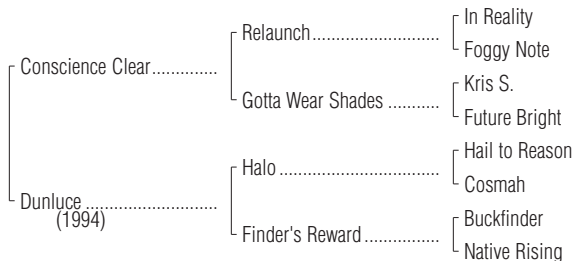 In Reality
Relaunch
Foggy Note
Conscience Clear
Kris S.
Gotta Wear Shades
Future Bright
Hail to Reason
Halo
Cosmah
Dunluce
(1994)
Buckfinder
Finder's Reward
Native Rising